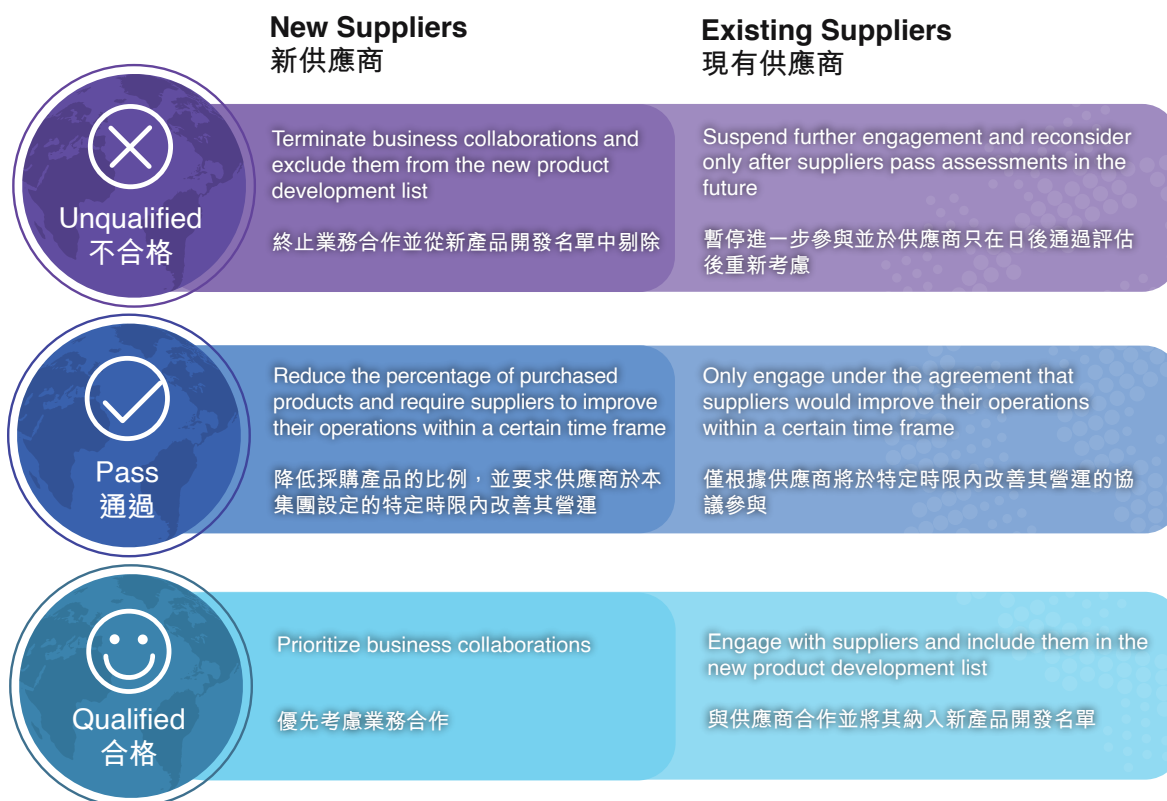 New Suppliers
新供應商
Existing Suppliers
現有供應商
Unqualified
不合格
Terminate business collaborations and
exclude them from the new product
development list
終止業務合作並從新產品開發名單中剔除
Suspend further engagement and reconsider
only after suppliers pass assessments in the
future
暫停進一步參與並於供應商只在日後通過評估
後重新考慮
Pass
通過
Reduce the percentage of purchased
products and require suppliers to improve
their operations within a certain time frame
降低採購產品的比例，並要求供應商於本
集團設定的特定時限內改善其營運
Only engage under the agreement that
suppliers would improve their operations
within a certain time frame
僅根據供應商將於特定時限內改善其營運的協
議參與
Qualified
合格
Prioritize business collaborations
優先考慮業務合作
Engage with suppliers and include them in the
new product development list
與供應商合作並將其納入新產品開發名單